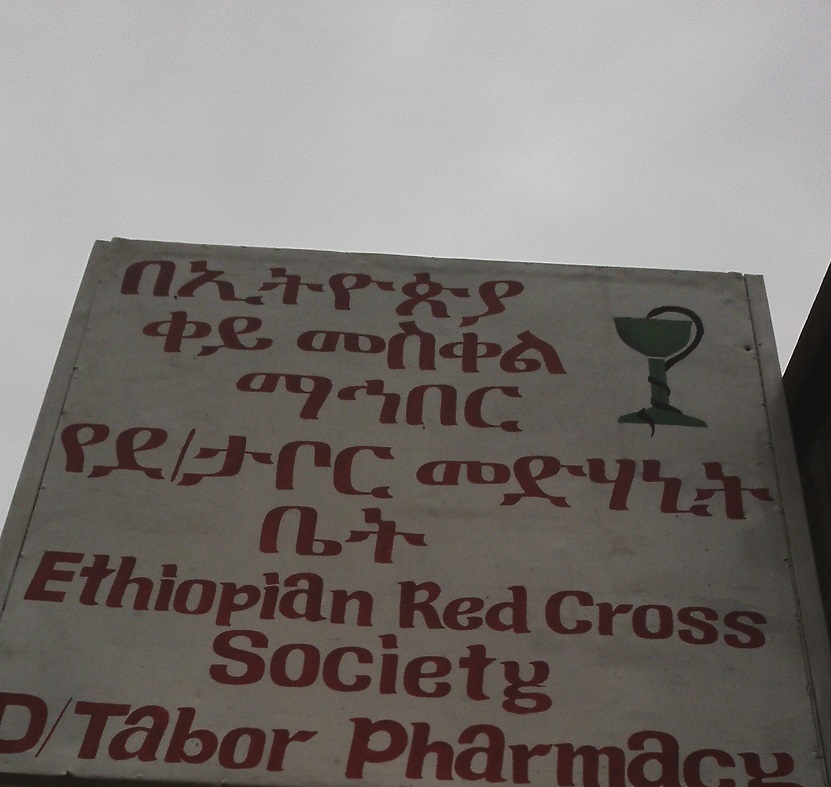 በኢትዮጵያ
ቀይ መስቀል
ማኅበር
የደ/ታቦር መድሃኒት
ቤት
Ethiopian Red Cross
Society
D/Tabor Pharmacy